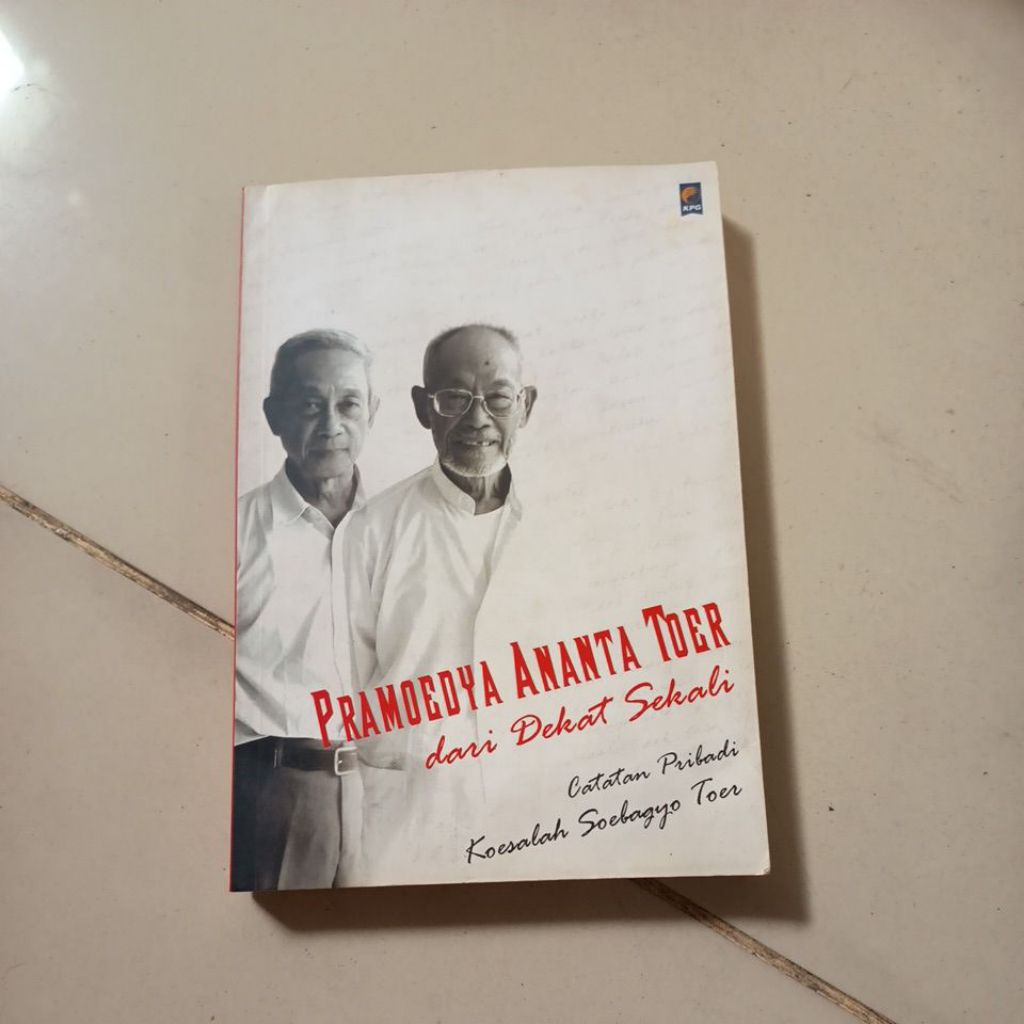 KPG
PRAMOEDYA ANANTA TOER
dari Dekat Sekali
Catatan Pribadi
Koesalah Soebagyo Toer